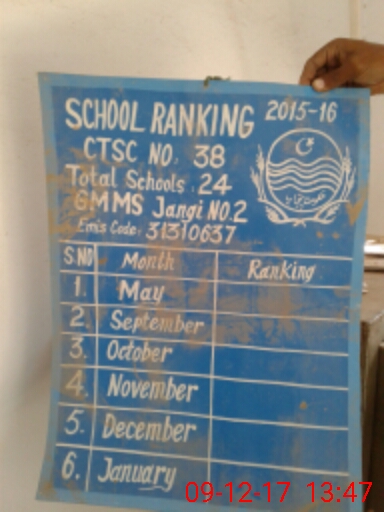 SCHOOL RANKING 2015-16
CTSC NO: 38
Total Schools : 24
GMMS Jangi NO.2
Emis Code: 31310637
S.NO Month Ranking
1. May
2. September
3. October
4. November
5. December
6. January
09-12-17 13:47